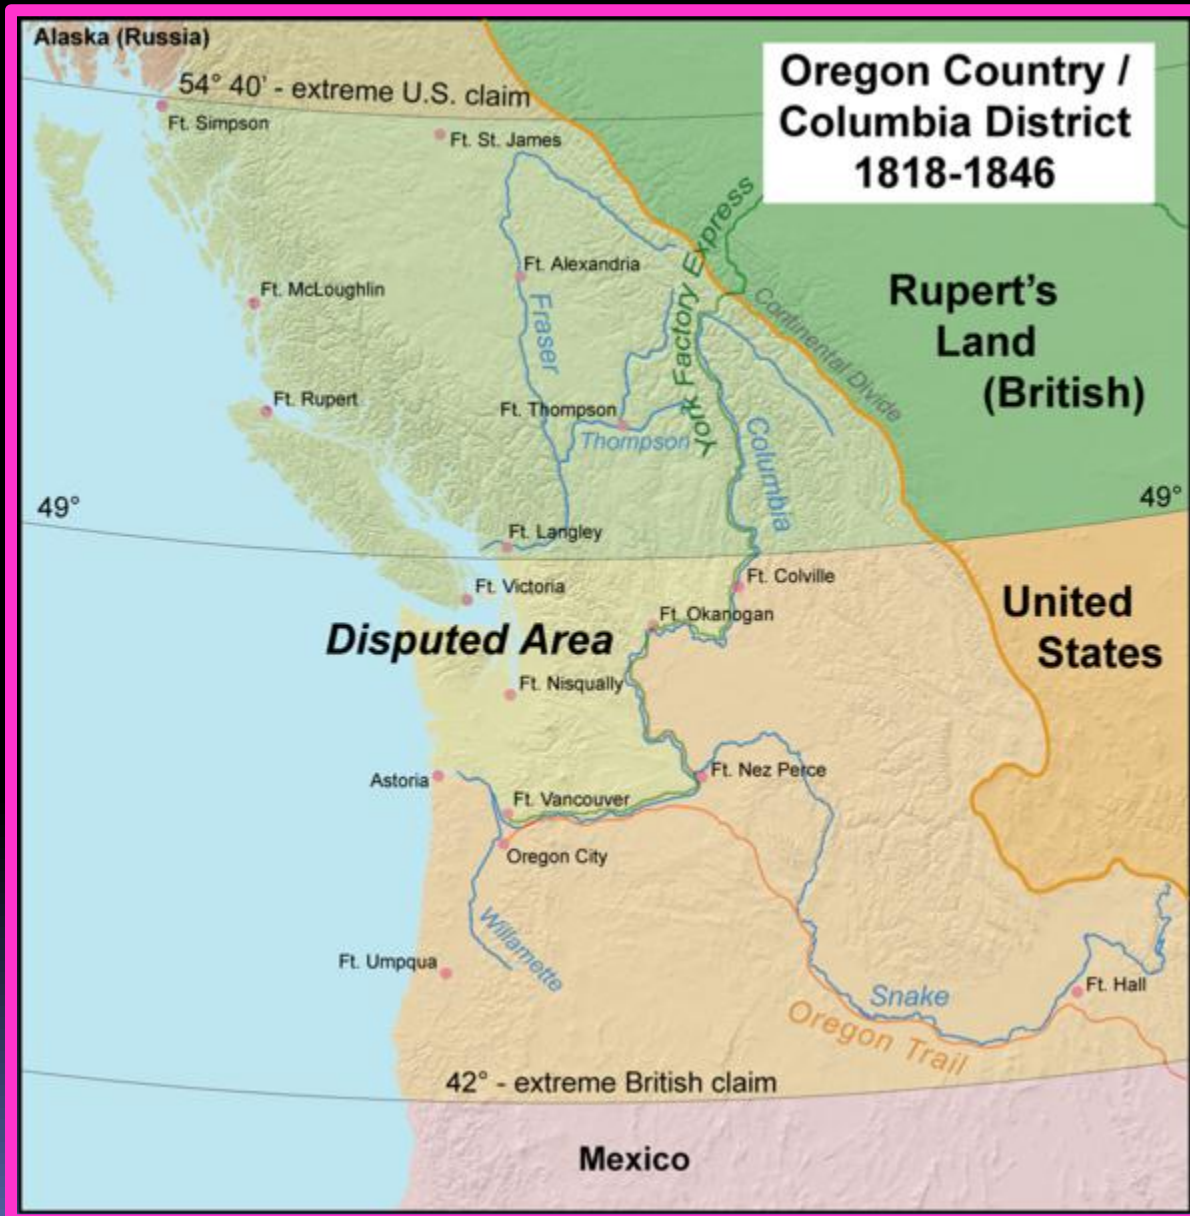 Alaska (Russia)
54° 40' - extreme U.S. claim
Oregon Country /
Columbia District
1818-1846
Ft. Simpson
Ft. St. James
York Factory Express
Ft. Alexandria
Ft. McLoughlin
Fraser
Continental Divide
Rupert's
Land
(British)
Ft. Rupert
Ft. Thompson
Thompson
Columbia
49°
49°
Ft. Langley
Ft. Victoria
Ft. Colville
Ft. Okanogan
United
States
Disputed Area
Ft. Nisqually
Astoria
Ft. Nez Perce
Ft. Vancouver
Oregon City
Willamette
Ft. Umpqua
Snake
Ft. Hall
Oregon Trail
42° - extreme British claim
Mexico